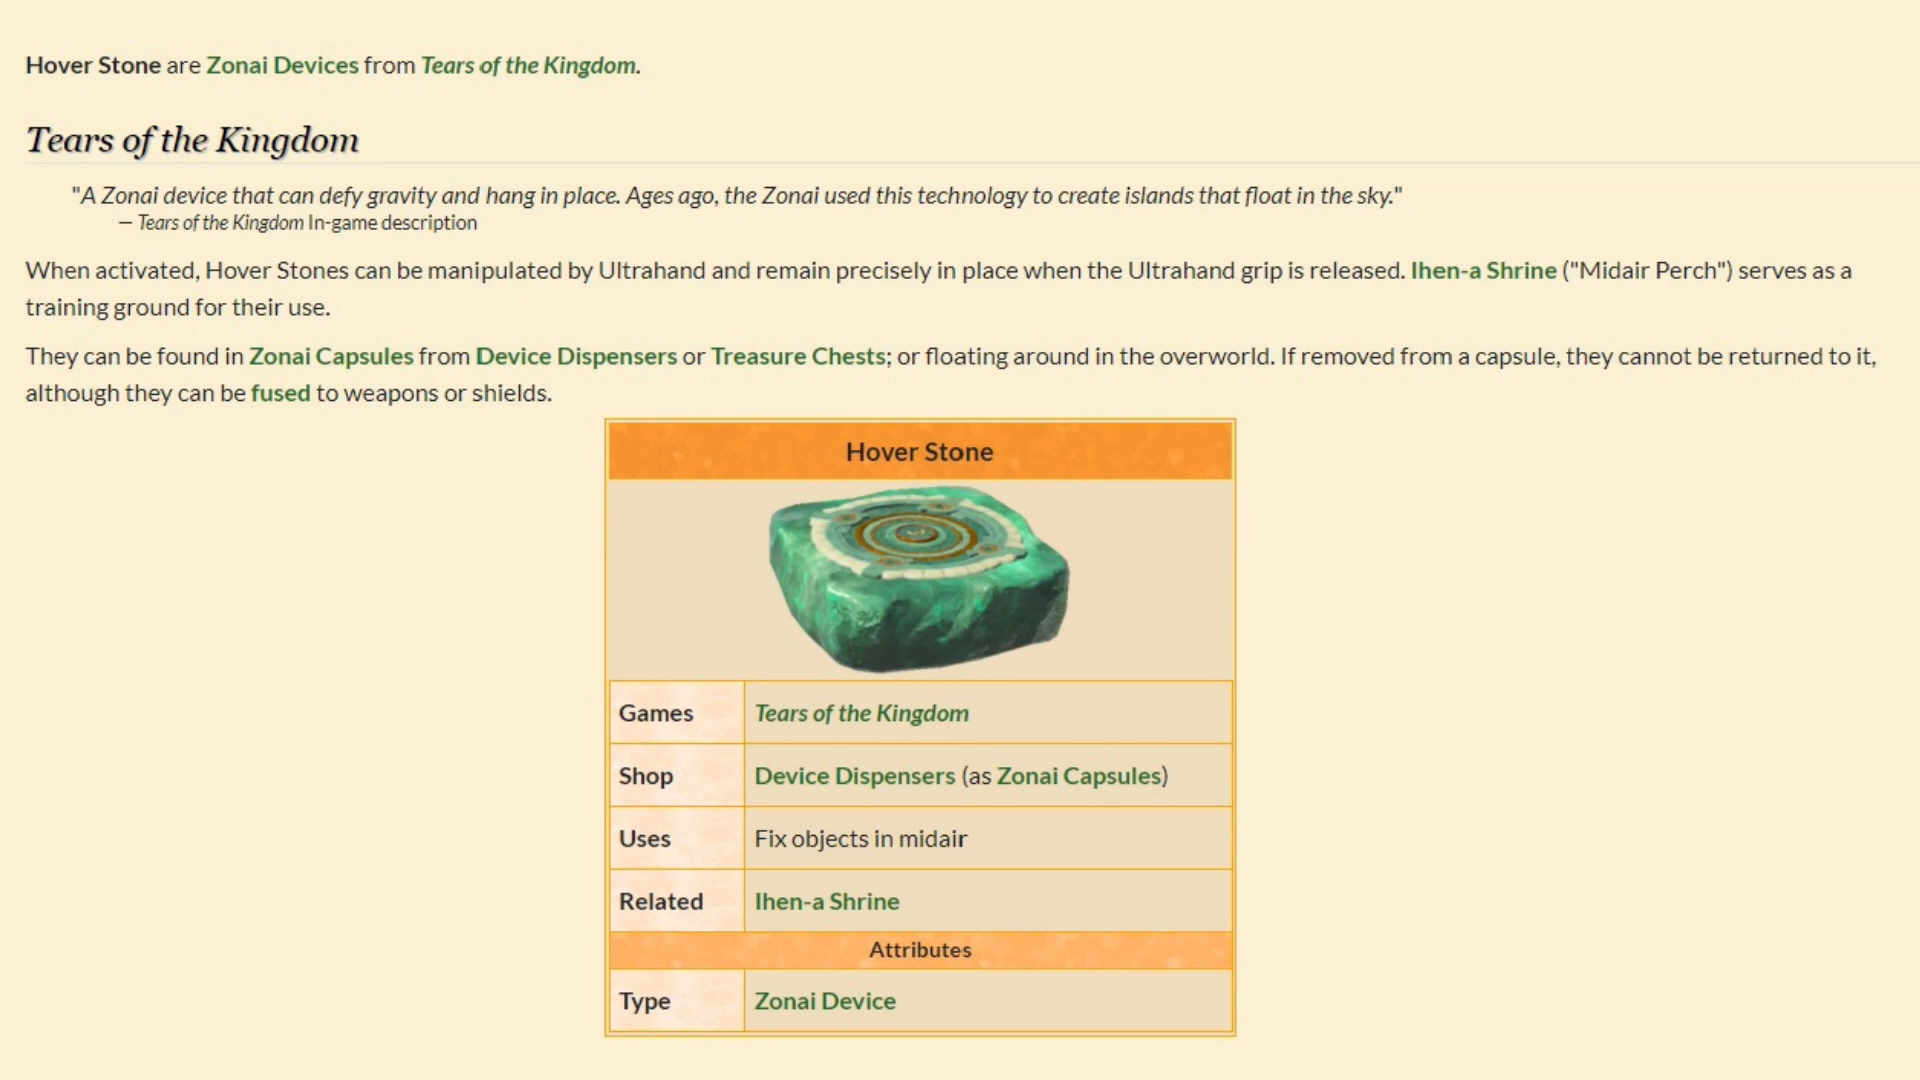 Hover Stone are Zonai Devices from Tears of the Kingdom.
Tears of the Kingdom
"A Zonai device that can defy gravity and hang in place. Ages ago, the Zonai used this technology to create islands that float in the sky."
— Tears of the Kingdom In-game description
When activated, Hover Stones can be manipulated by Ultrahand and remain precisely in place when the Ultrahand grip is released. Ihen-a Shrine ("Midair Perch") serves as a
training ground for their use.
They can be found in Zonai Capsules from Device Dispensers or Treasure Chests; or floating around in the overworld. If removed from a capsule, they cannot be returned to it,
although they can be fused to weapons or shields.
Hover Stone
Games Tears of the Kingdom
Shop Device Dispensers (as Zonai Capsules)
Uses Fix objects in midair
Related Ihen-a Shrine
Attributes
Type Zonai Device